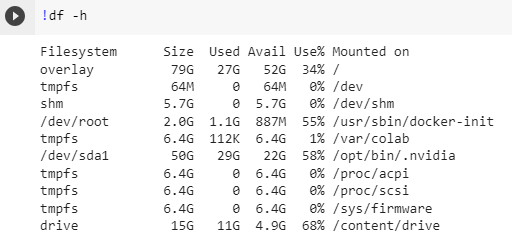 !df -h
Filesystem      Size  Used Avail Use% Mounted on
overlay          79G   27G   52G  34% /
tmpfs            64M     0   64M   0% /dev
shm             5.7G     0  5.7G   0% /dev/shm
/dev/root       2.0G  1.1G  887M  55% /usr/sbin/docker-init
tmpfs           6.4G  112K  6.4G   1% /var/colab
/dev/sda1        50G   29G   22G  58% /opt/bin/.nvidia
tmpfs           6.4G     0  6.4G   0% /proc/acpi
tmpfs           6.4G     0  6.4G   0% /proc/scsi
tmpfs           6.4G     0  6.4G   0% /sys/firmware
drive            15G   11G  4.9G  68% /content/drive